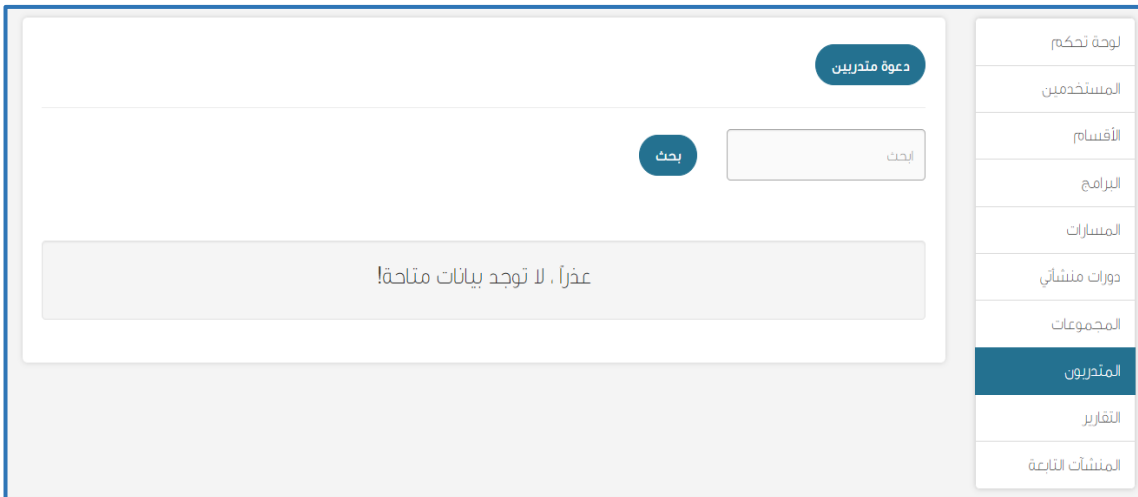 لوحة تحكم
المستخدمين
الأقسام
البرامج
المسارات
دورات منشأتي
المجموعات
المتدربون
التقارير
المنشآت التابعة
دعوة متدربين
ابحث
بحث
عذراً ، لا توجد بيانات متاحة!